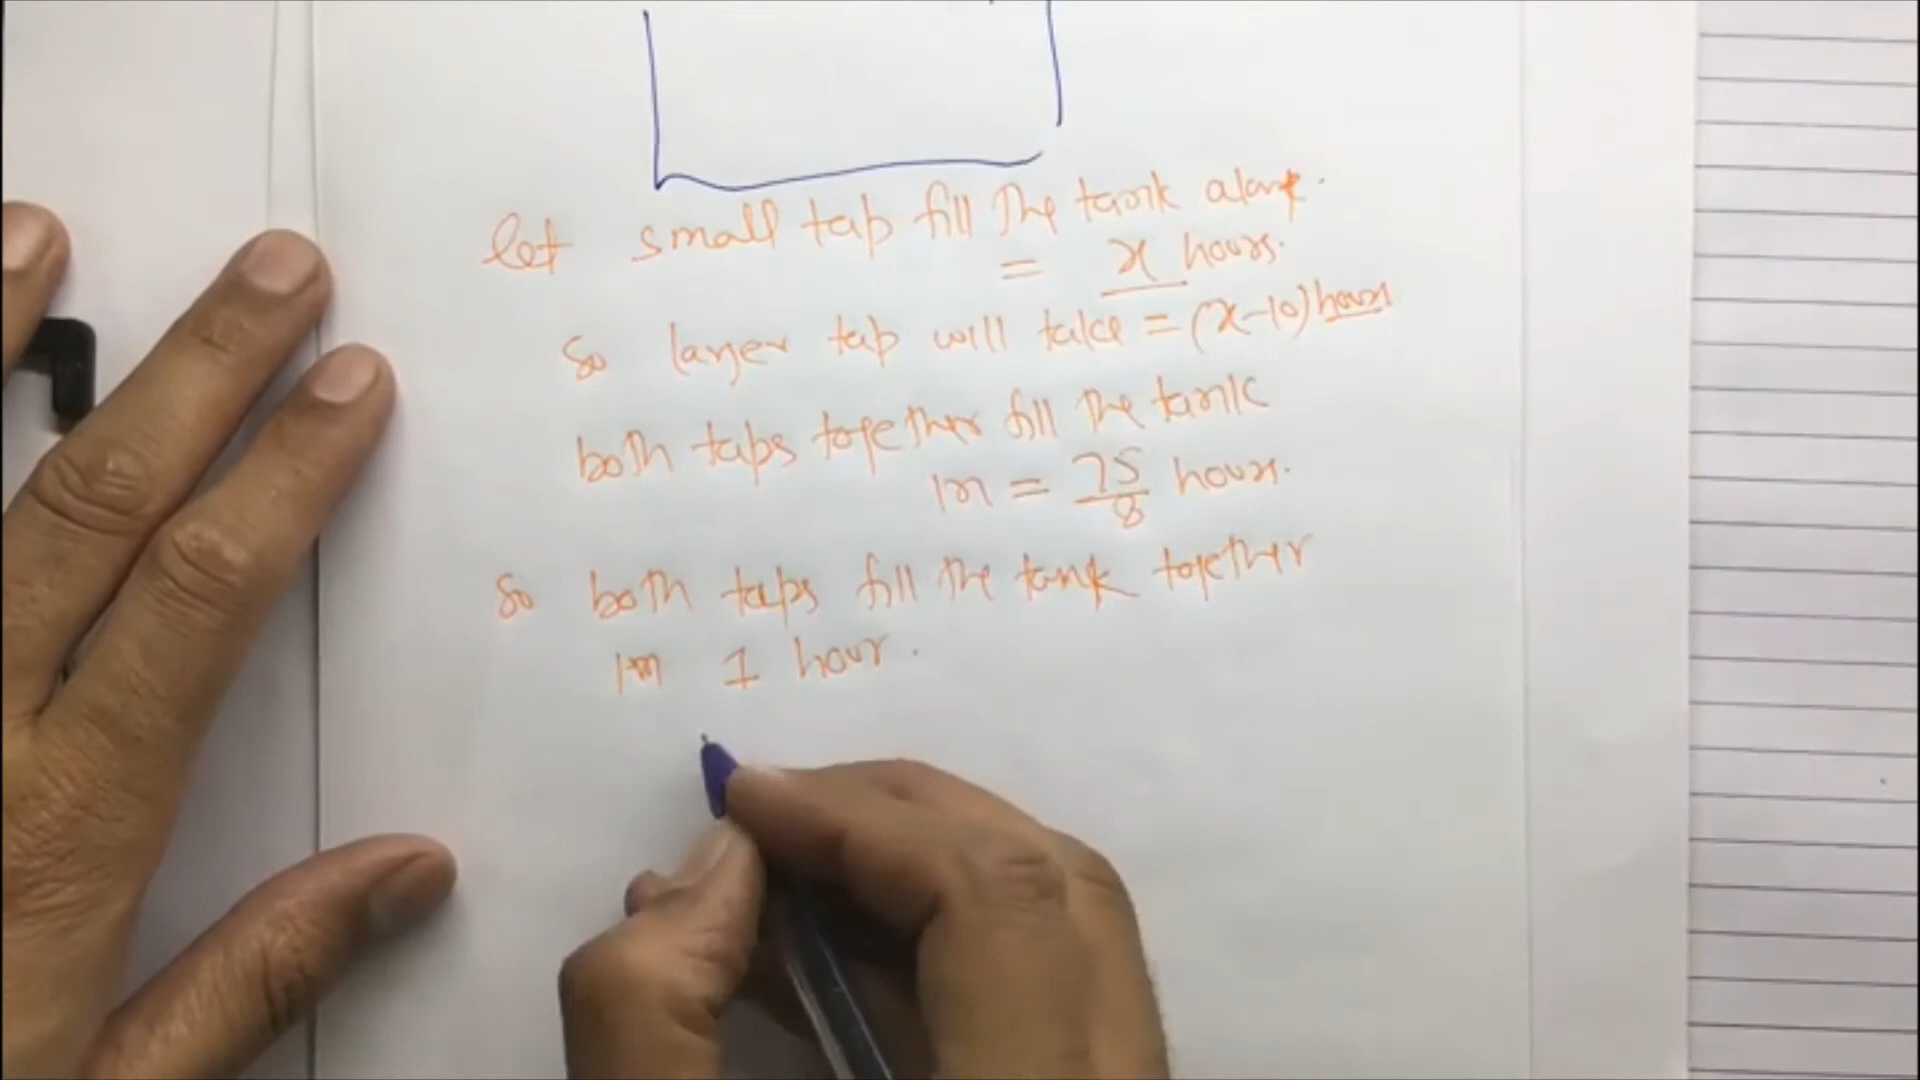 let small tap fill the tank alone.
= x hours.
So larger tap will take = (x-10) hours
both taps together fill the tank
in = 75/8 hours.
So both taps fill the tank together
in 1 hour.